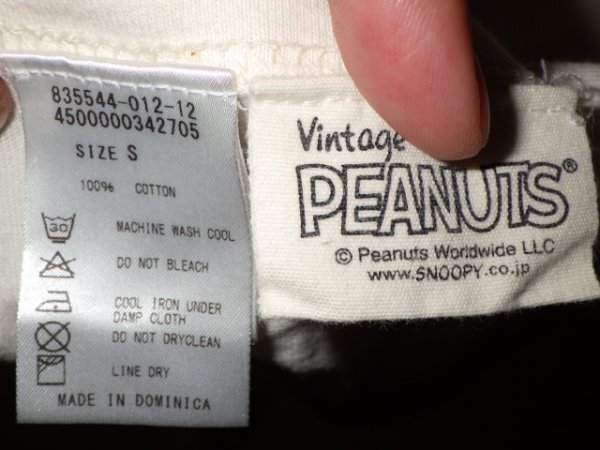 835544-012-12
4500000342705
SIZE S
100% COTTON
30
MACHINE WASH COOL
DO NOT BLEACH
COOL IRON UNDER
DAMP CLOTH
DO NOT DRYCLEAN
LINE DRY
MADE IN DOMINICA
Vintage
PEANUTS®
© Peanuts Worldwide LLC
www.SNOOPY.co.jp